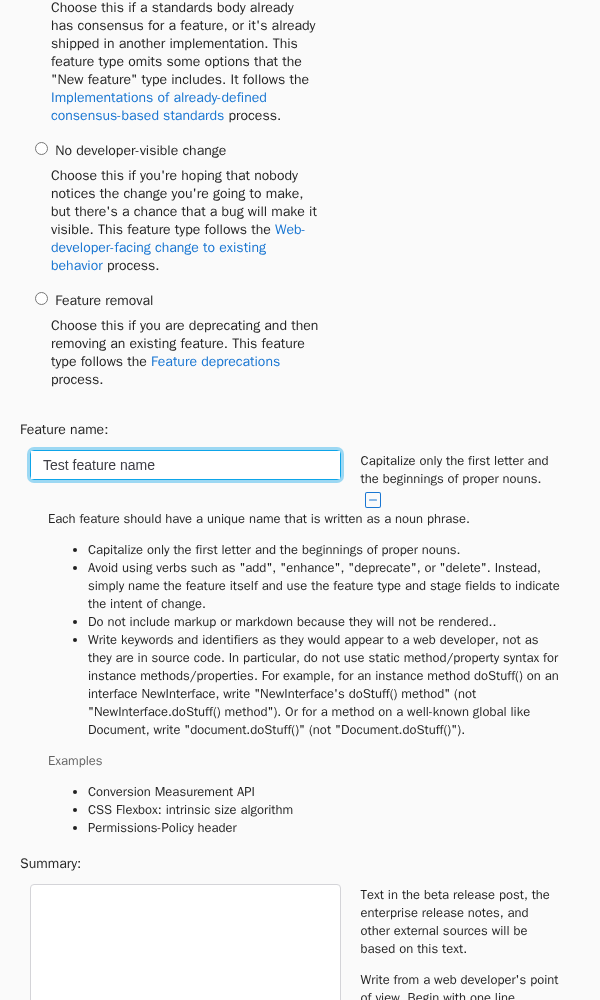 Choose this if a standards body already
has consensus for a feature, or it's already
shipped in another implementation. This
feature type omits some options that the
"New feature" type includes. It follows the
Implementations of already-defined
consensus-based standards process.
No developer-visible change
Choose this if you're hoping that nobody
notices the change you're going to make,
but there's a chance that a bug will make it
visible. This feature type follows the Web-
developer-facing change to existing
behavior process.
Feature removal
Choose this if you are deprecating and then
removing an existing feature. This feature
type follows the Feature deprecations
process.
Feature name:
Test feature name
Capitalize only the first letter and
the beginnings of proper nouns.
Each feature should have a unique name that is written as a noun phrase.
• Capitalize only the first letter and the beginnings of proper nouns.
• Avoid using verbs such as "add", "enhance", "deprecate", or "delete". Instead,
simply name the feature itself and use the feature type and stage fields to indicate
the intent of change.
• Do not include markup or markdown because they will not be rendered..
• Write keywords and identifiers as they would appear to a web developer, not as
they are in source code. In particular, do not use static method/property syntax for
instance methods/properties. For example, for an instance method doStuff() on an
interface NewInterface, write "NewInterface's doStuff() method" (not
"NewInterface.doStuff() method"). Or for a method on a well-known global like
Document, write "document.doStuff()" (not "Document.doStuff()").
Examples
• Conversion Measurement API
• CSS Flexbox: intrinsic size algorithm
• Permissions-Policy header
Summary:
Text in the beta release post, the
enterprise release notes, and
other external sources will be
based on this text.
Write from a web developer's point
of view. Begin with one line